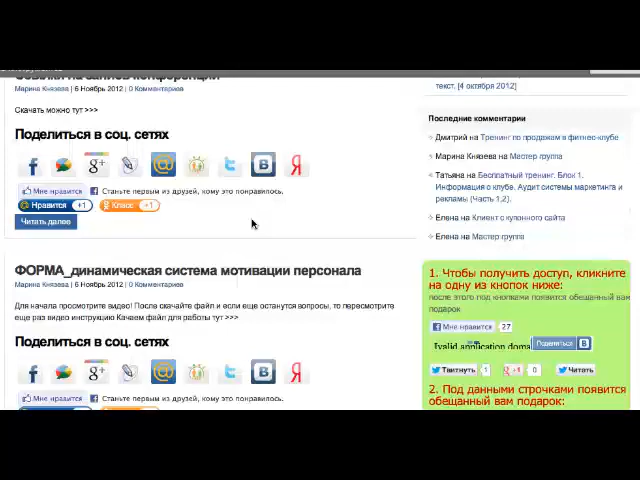 Ссылки на запись конференции
Марина Князева | 6 Ноябрь 2012 | 0 Комментариев
Скачать можно тут >>>
Поделиться в соц. сетях
Мне нравится Станьте первым из друзей, кому это понравилось.
Нравится +1 Класс +1
Читать далее
ФОРМА_динамическая система мотивации персонала
Марина Князева | 6 Ноябрь 2012 | 0 Комментариев
Для начала просмотрите видео! После скачайте файл и если еще останутся вопросы, то пересмотрите
еще раз видео инструкцию Качаем файл для работы тут >>>
Поделиться в соц. сетях
Мне нравится Станьте первым из друзей, кому это понравилось.
текст. [4 октября 2012]
Последние комментарии
Дмитрий на Тренинг по продажам в фитнес-клубе
Марина Князева на Мастер-группа
Татьяна на Бесплатный тренинг. Блок 1.
Информация о клубе. Аудит системы маркетинга и
рекламы (Часть 1,2).
Елена на Клиент с купонного сайта
Елена на Мастер-группа
1. Чтобы получить доступ, кликните
на одну из кнопок ниже:
после этого под кнопками появится обещанный вам
подарок
Мне нравится 27
Ivalid application doma Поделиться
Твитнуть 1 +1 0 Читать
2. Под данными строчками появится
обещанный вам подарок: